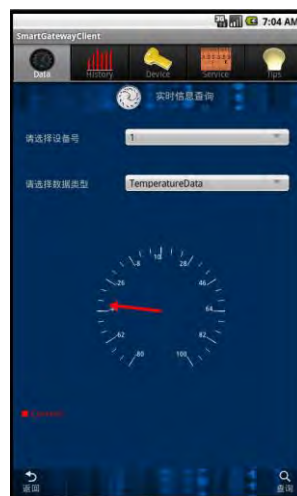 7:04 AM
SmartGatewayClient
Data History Device Service Tips
实时信息查询
请选择设备号 1
请选择数据类型 TemperatureData
-8 10 28
-26 46
64
-62 82
-80 100
返回 查询